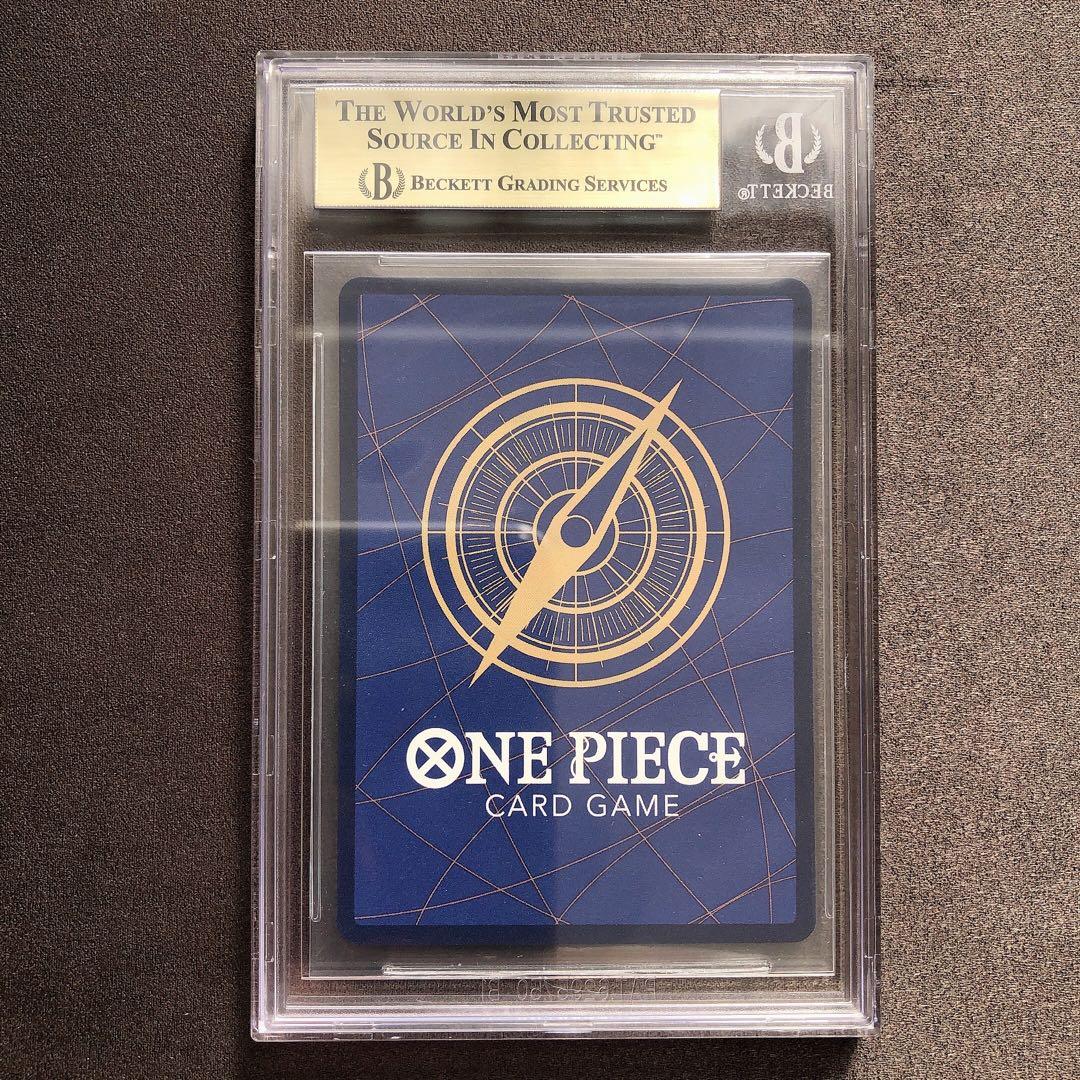 THE WORLD'S MOST TRUSTED
SOURCE IN COLLECTING™
B BECKETT GRADING SERVICES
B
BECKETT®
ONE PIECE
CARD GAME